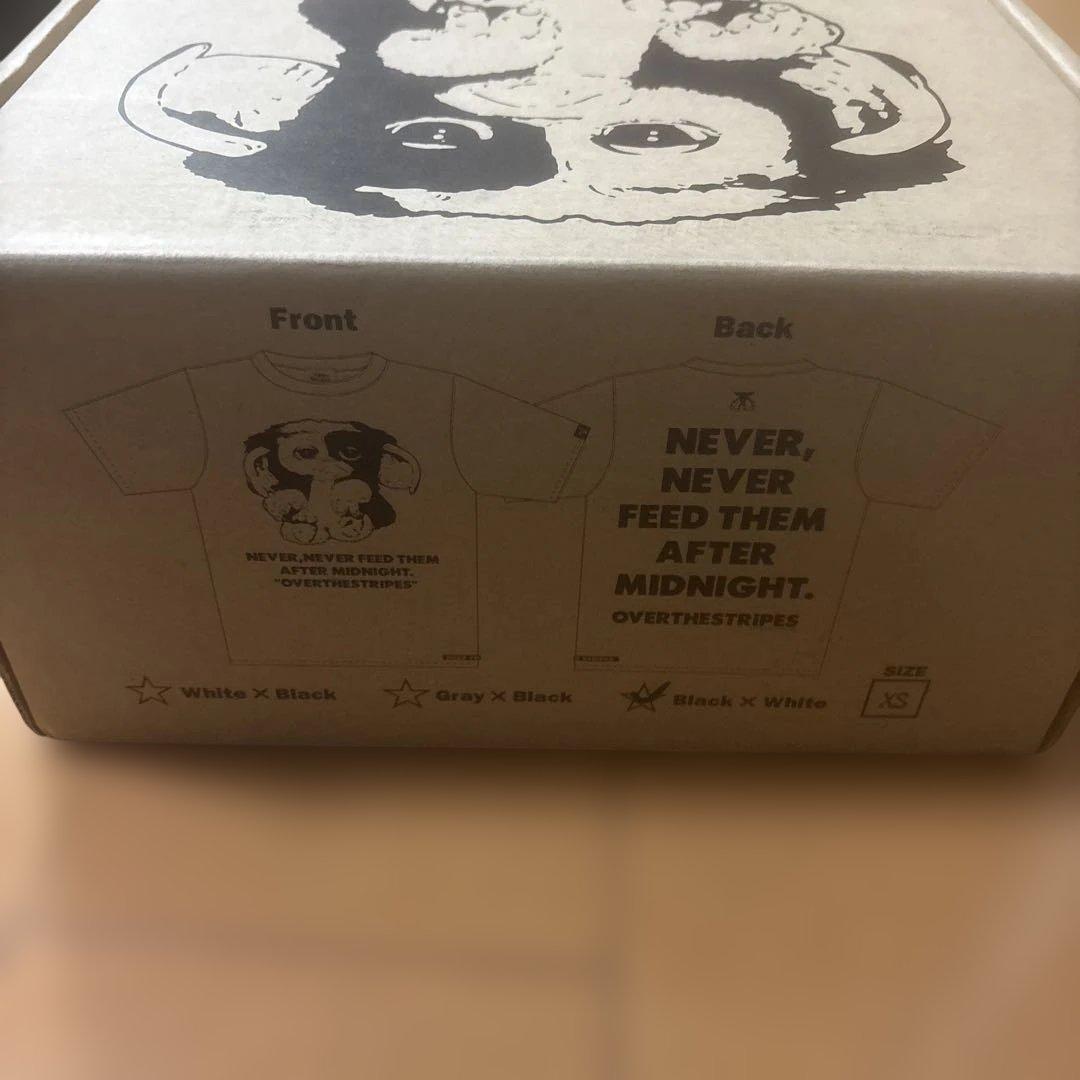 Front
Back
NEVER,NEVER FEED THEM
AFTER MIDNIGHT.
"OVERTHESTRIPES"
NEVER,
NEVER
FEED THEM
AFTER
MIDNIGHT.
OVERTHESTRIPES
White × Black
Gray × Black
Black × White
SIZE
XS